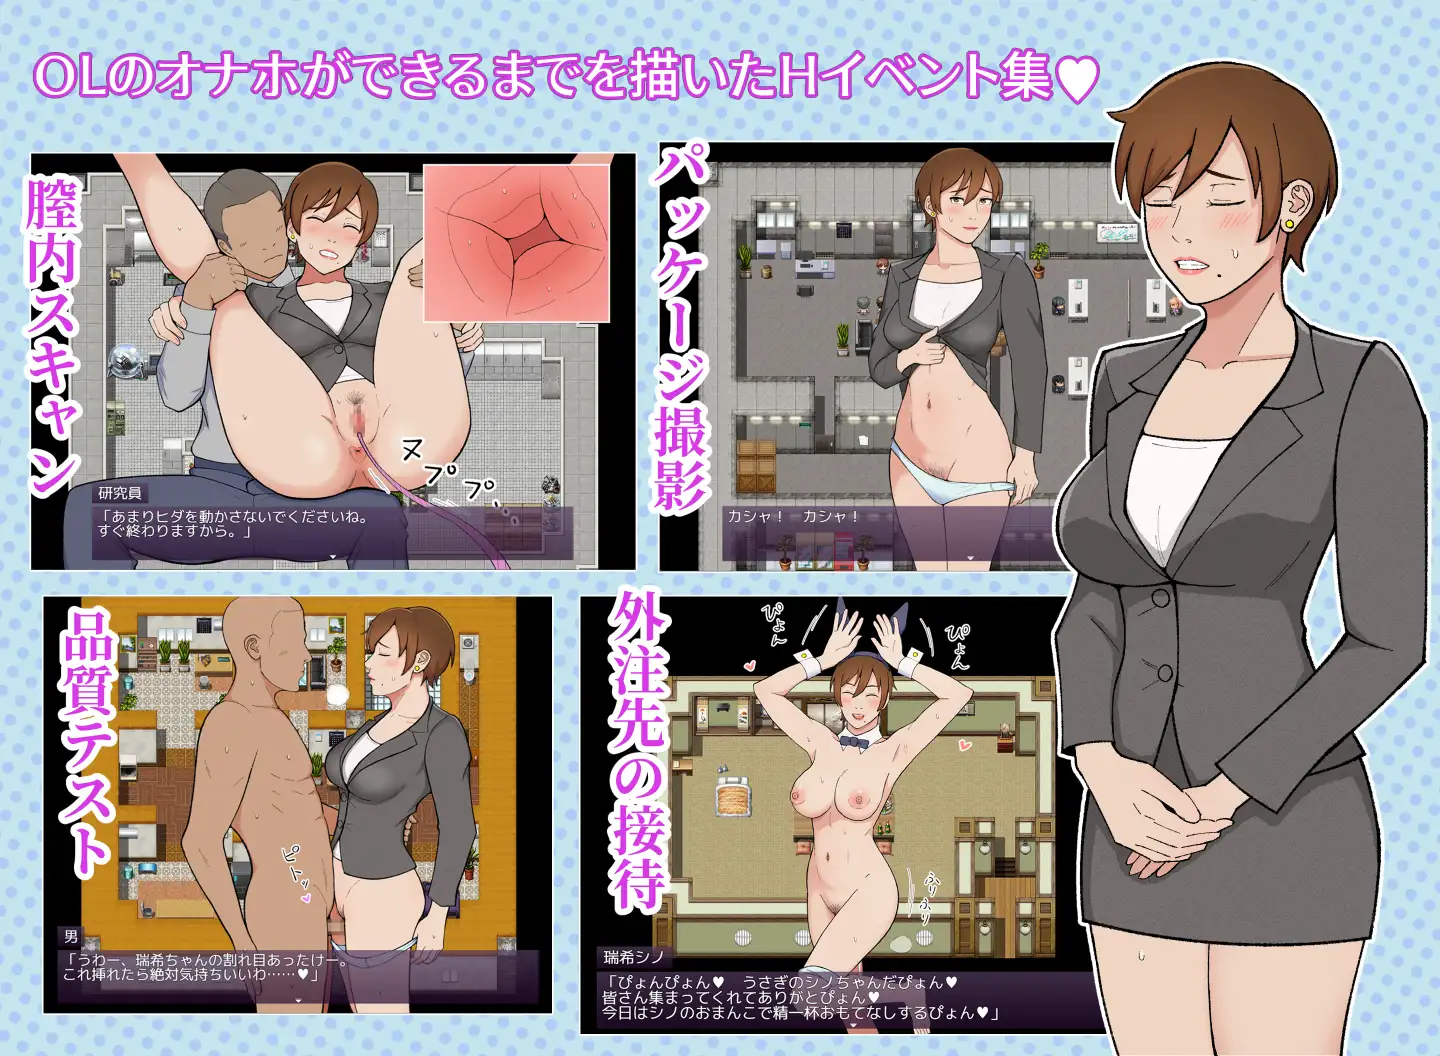 OLのオナホができるまでを描いたHイベント集♥
膣内スキャン
ヌプププ・・・
研究員
「あまりヒダを動かさないでくださいね。
すぐ終わりますから。」
パッケージ撮影
カシャ！　カシャ！
品質テスト
ピトッ♥
男
「うわー、瑞希ちゃんの割れ目あったけー。
これ挿れたら絶対気持ちいいわ……♥」
外注先の接待
ぴょん
ぴょん
ふりふり
瑞希シノ
「ぴょんぴょん♥　うさぎのシノちゃんだぴょん♥
皆さん集まってくれてありがとぴょん♥
今日はシノのおまんこで精一杯おもてなしするぴょん♥」